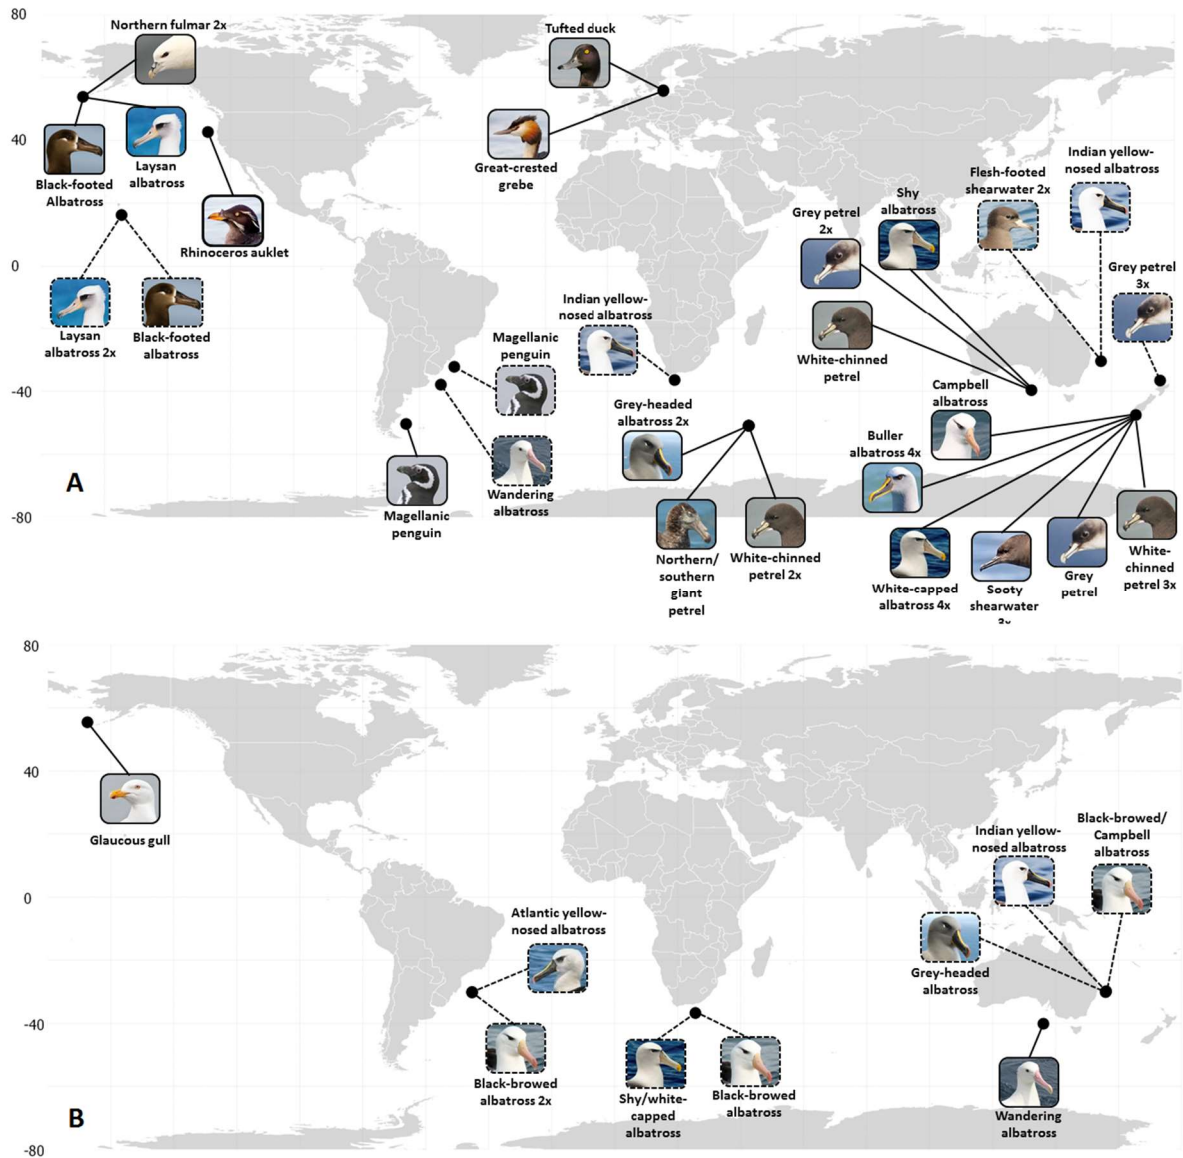 80
Northern fulmar 2x
Tufted duck
40
Black-footed
Albatross
Laysan
albatross
Great-crested
grebe
Indian yellow-
nosed albatross
Flesh-footed
shearwater 2x
Shy
albatross
Grey petrel
2x
Rhinoceros auklet
0
Grey petrel
3x
Indian yellow-
nosed albatross
Laysan
albatross 2x
Black-footed
albatross
Magellanic
penguin
White-chinned
petrel
-40
Campbell
albatross
Grey-headed
albatross 2x
Buller
albatross 4x
A
Wandering
albatross
-80
Magellanic
penguin
Northern/
southern
giant
petrel
White-chinned
petrel 2x
White-capped
albatross 4x
Sooty
shearwater
Grey
petrel
White-
chinned
petrel 3x
80
40
Glaucous gull
Black-browed/
Campbell
albatross
Indian yellow-
nosed albatross
0
Atlantic yellow-
nosed albatross
Grey-headed
albatross
-40
Black-browed
albatross 2x
Shy/white-
capped
albatross
Black-browed
albatross
Wandering
albatross
B
-80